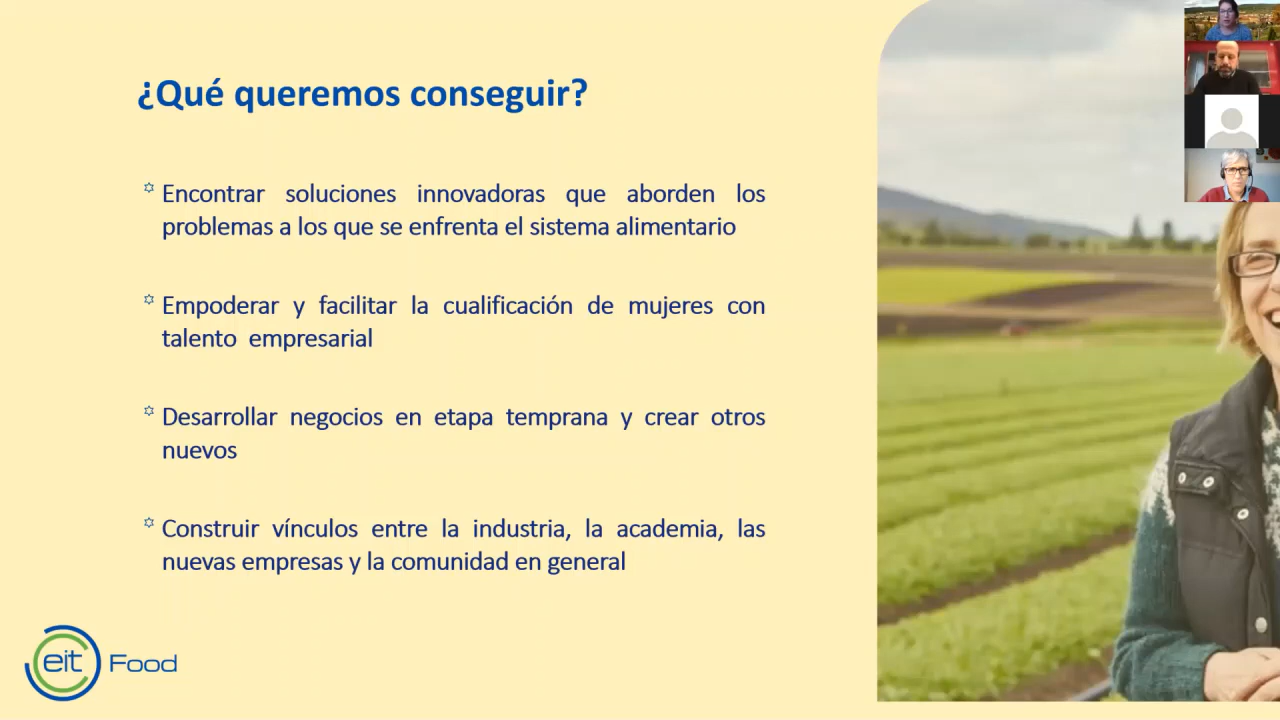 ¿Qué queremos conseguir?
Encontrar soluciones innovadoras que aborden los
problemas a los que se enfrenta el sistema alimentario
Empoderar y facilitar la cualificación de mujeres con
talento empresarial
Desarrollar negocios en etapa temprana y crear otros
nuevos
Construir vínculos entre la industria, la academia, las
nuevas empresas y la comunidad en general
eit Food